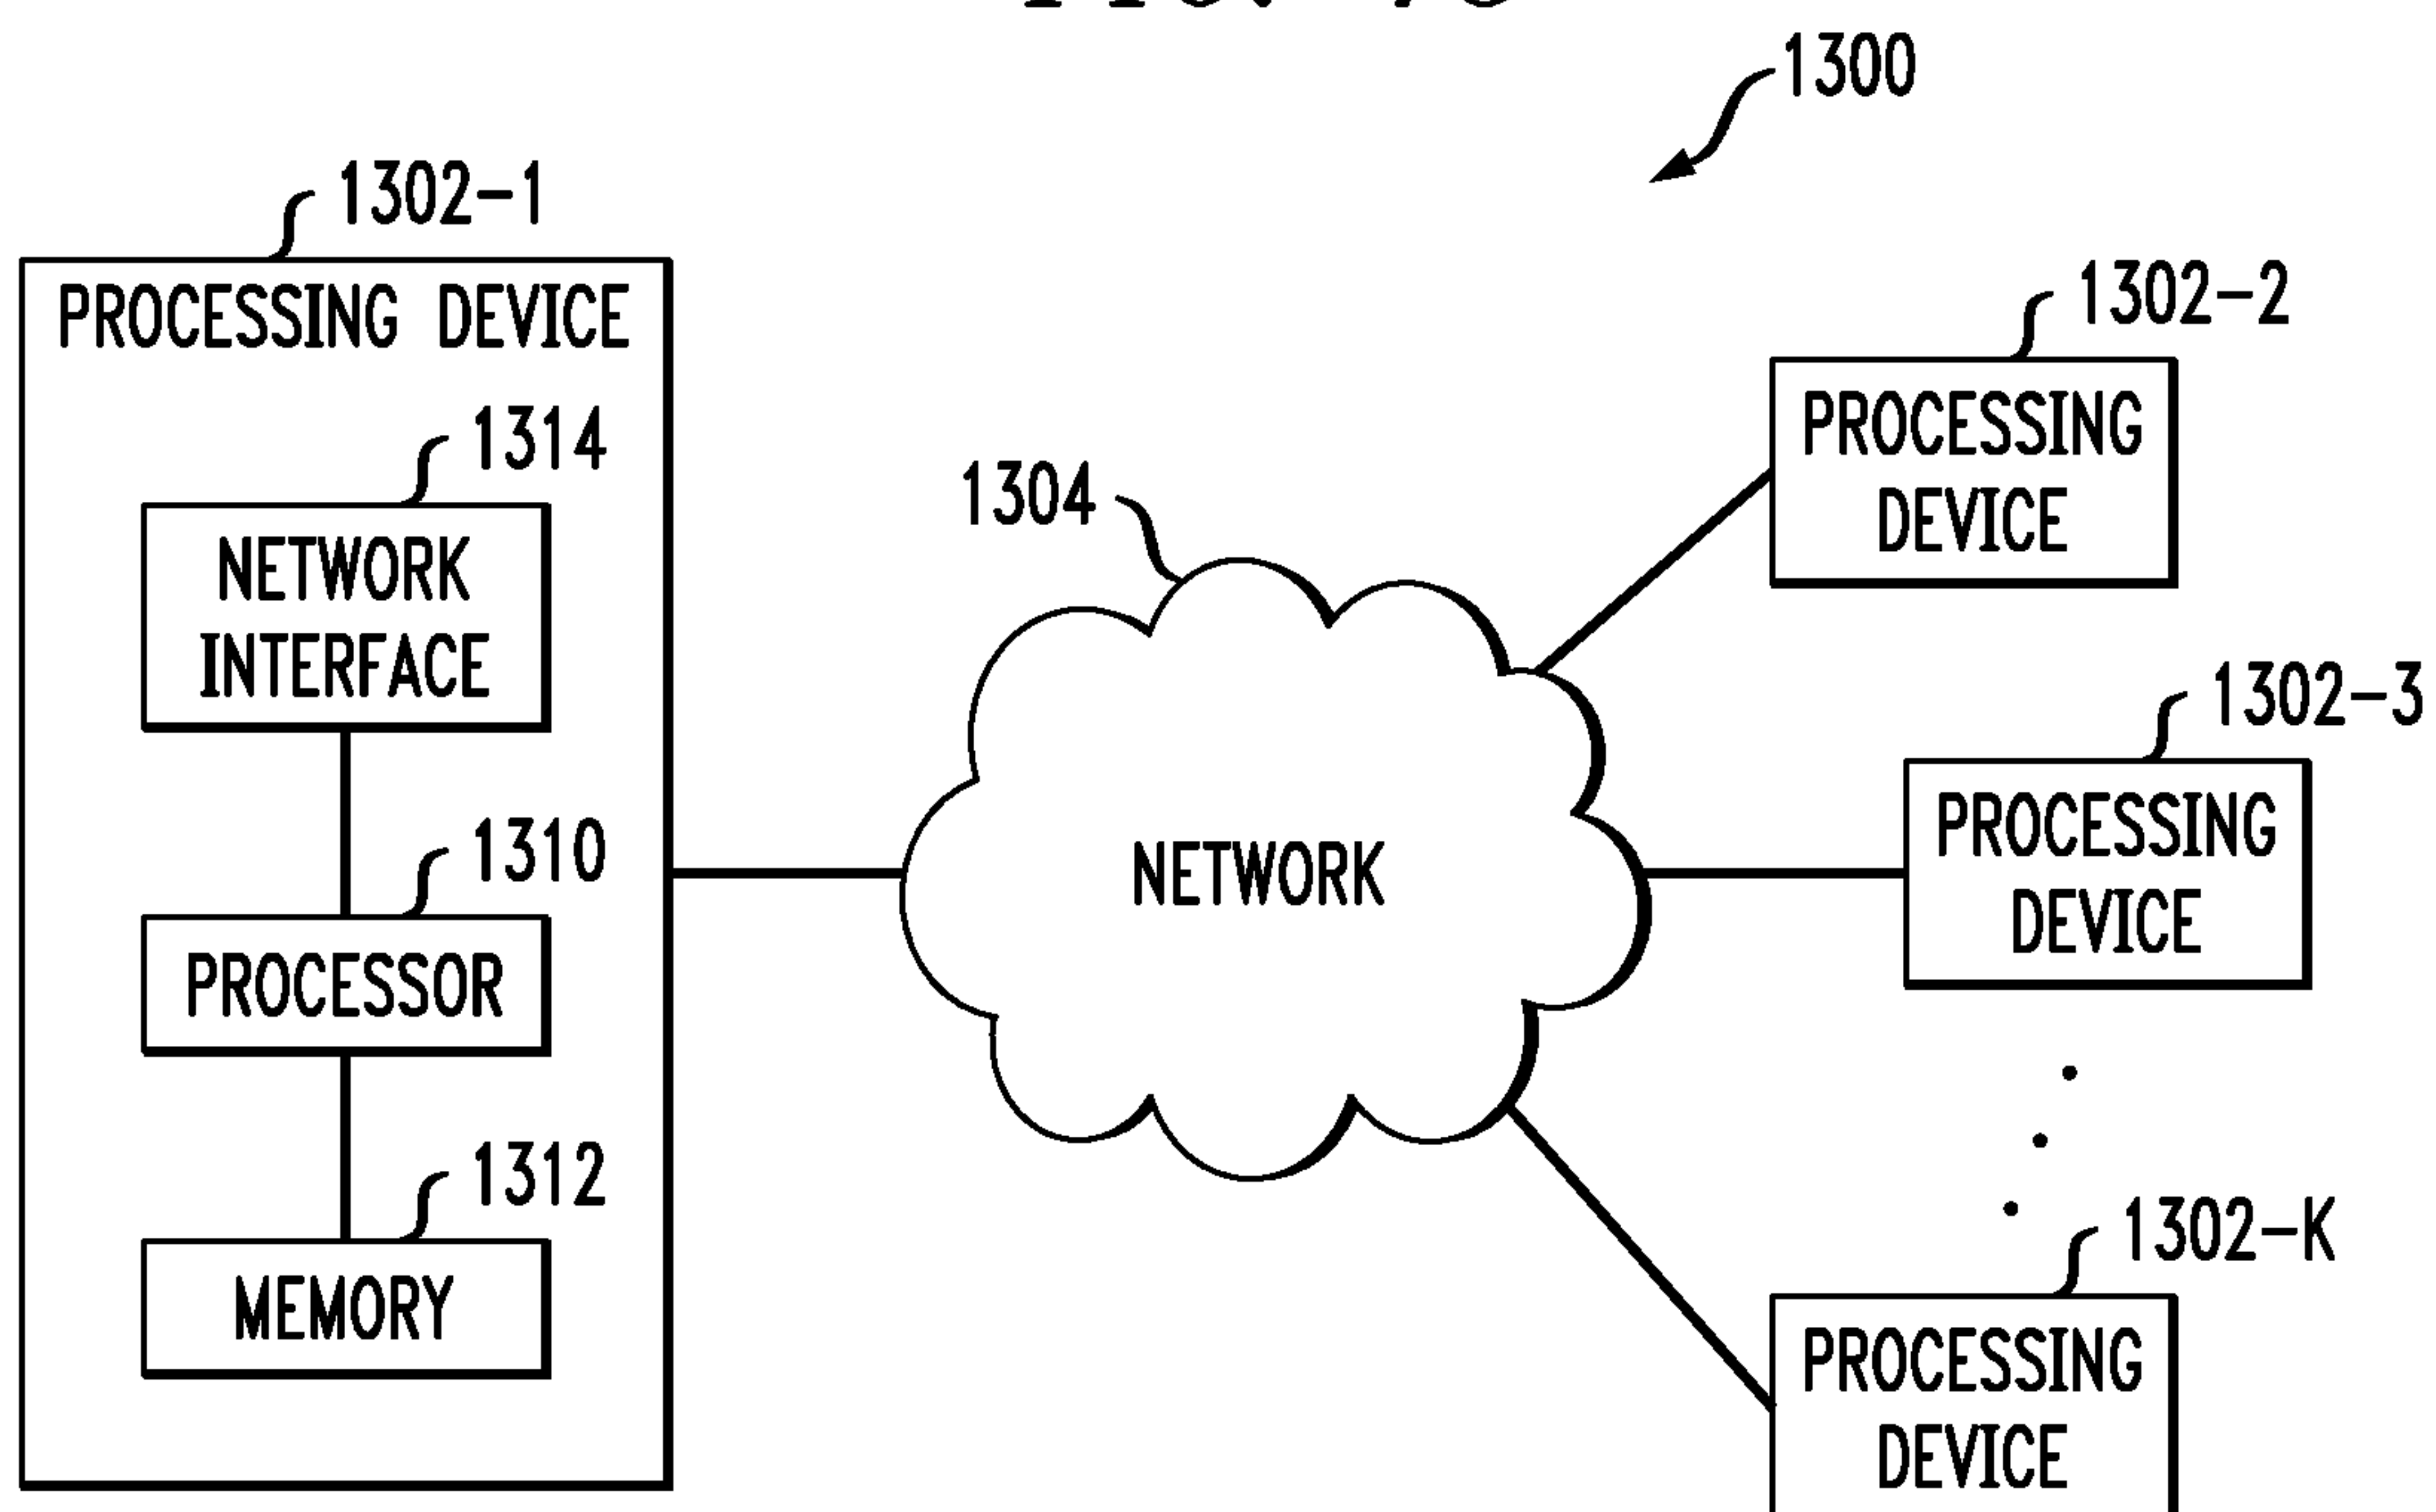 1300
1302-1
PROCESSING DEVICE
1314
NETWORK
INTERFACE
1310
PROCESSOR
1312
MEMORY
1304
NETWORK
1302-2
PROCESSING
DEVICE
1302-3
PROCESSING
DEVICE
1302-K
PROCESSING
DEVICE